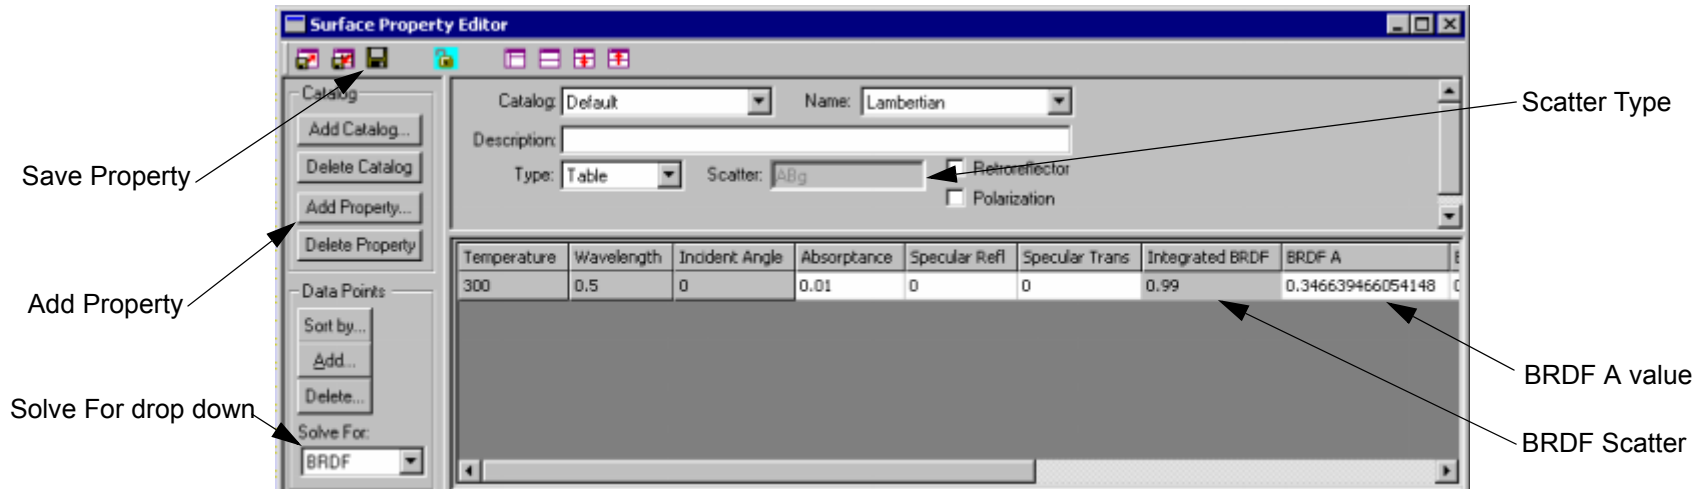 Surface Property Editor
Catalog
Catalog: Default
Name: Lambertian
Scatter Type
Add Catalog...
Description:
Delete Catalog
Type: Table
Scatter: ABg
Retroreflector
Save Property
Add Property...
Polarization
Delete Property
Temperature Wavelength Incident Angle Absorptance Specular Refl Specular Trans Integrated BRDF BRDF A
300 0.5 0 0.01 0 0 0.99 0.346639466054148
Add Property
Data Points
Sort by...
Add...
BRDF A value
Delete...
Solve For drop down
Solve For:
BRDF Scatter
BRDF